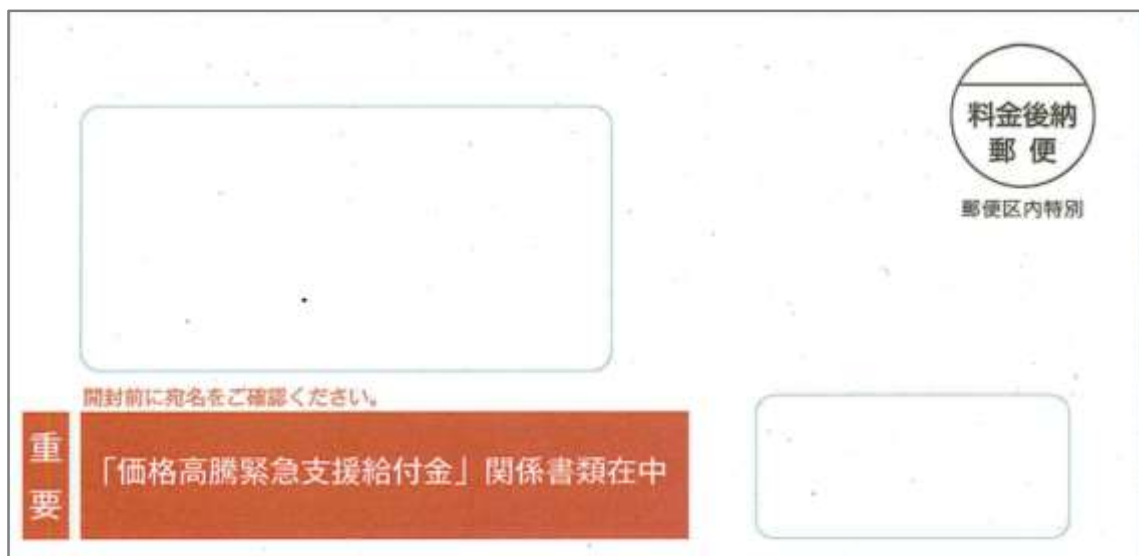 料金後納
郵便
郵便区内特別
開封前に宛名をご確認ください。
重要
「価格高騰緊急支援給付金」関係書類在中